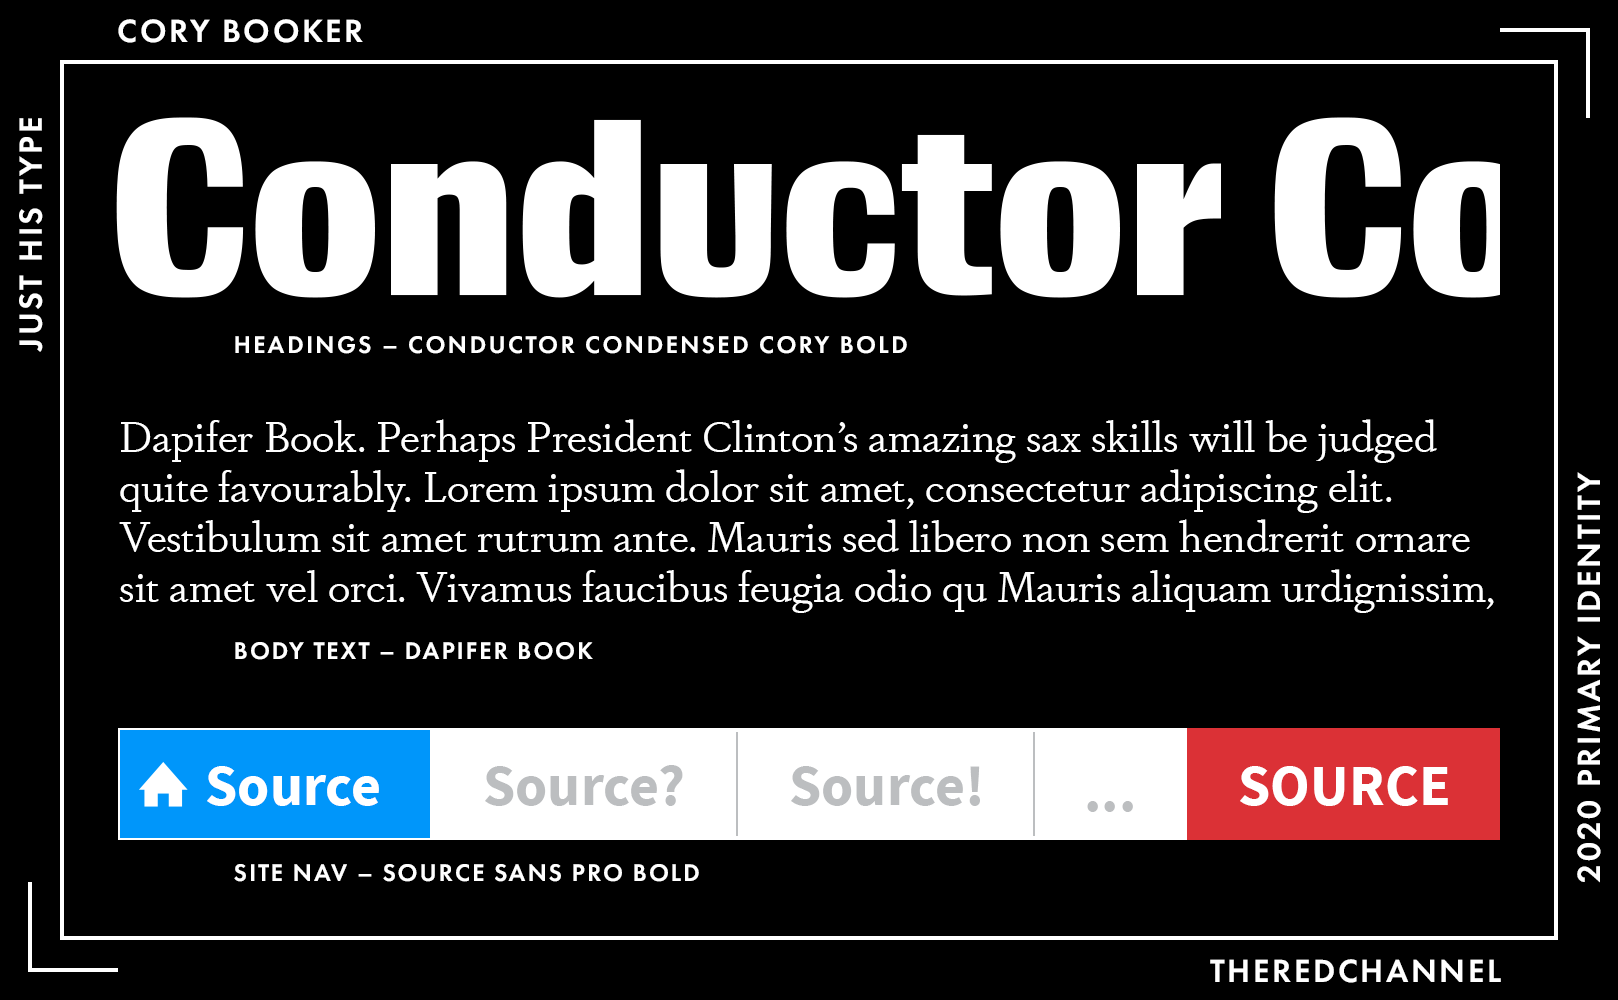 CORY BOOKER
JUST HIS TYPE
Conductor Co
HEADINGS – CONDUCTOR CONDENSED CORY BOLD
Dapifer Book. Perhaps President Clinton’s amazing sax skills will be judged
quite favourably. Lorem ipsum dolor sit amet, consectetur adipiscing elit.
Vestibulum sit amet rutrum ante. Mauris sed libero non sem hendrerit ornare
sit amet vel orci. Vivamus faucibus feugia odio qu Mauris aliquam urdignissim,
BODY TEXT – DAPIFER BOOK
Source Source? Source! ... SOURCE
SITE NAV – SOURCE SANS PRO BOLD
2020 PRIMARY IDENTITY
THEREDCHANNEL